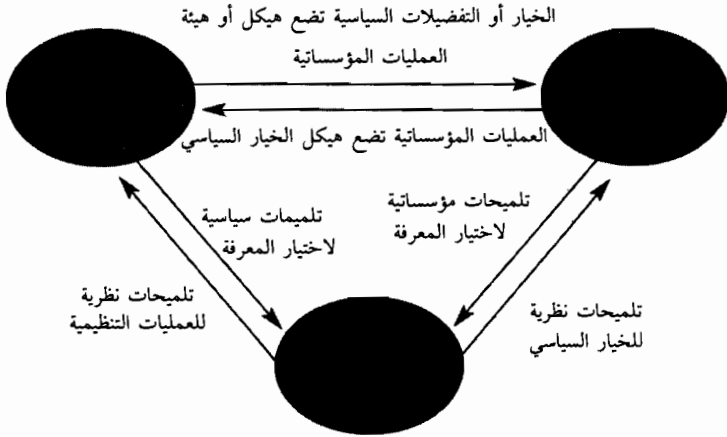 الخيار أو التفضيلات السياسية تضع هيكل أو هيئة
العمليات المؤسساتية
العمليات المؤسساتية تضع هيكل الخيار السياسي
تلميحات مؤسساتية
لاختيار المعرفة
تلميمات سياسية
لاختيار المعرفة
تلميحات نظرية
للخيار السياسي
تلميحات نظرية
للعمليات التنظيمية